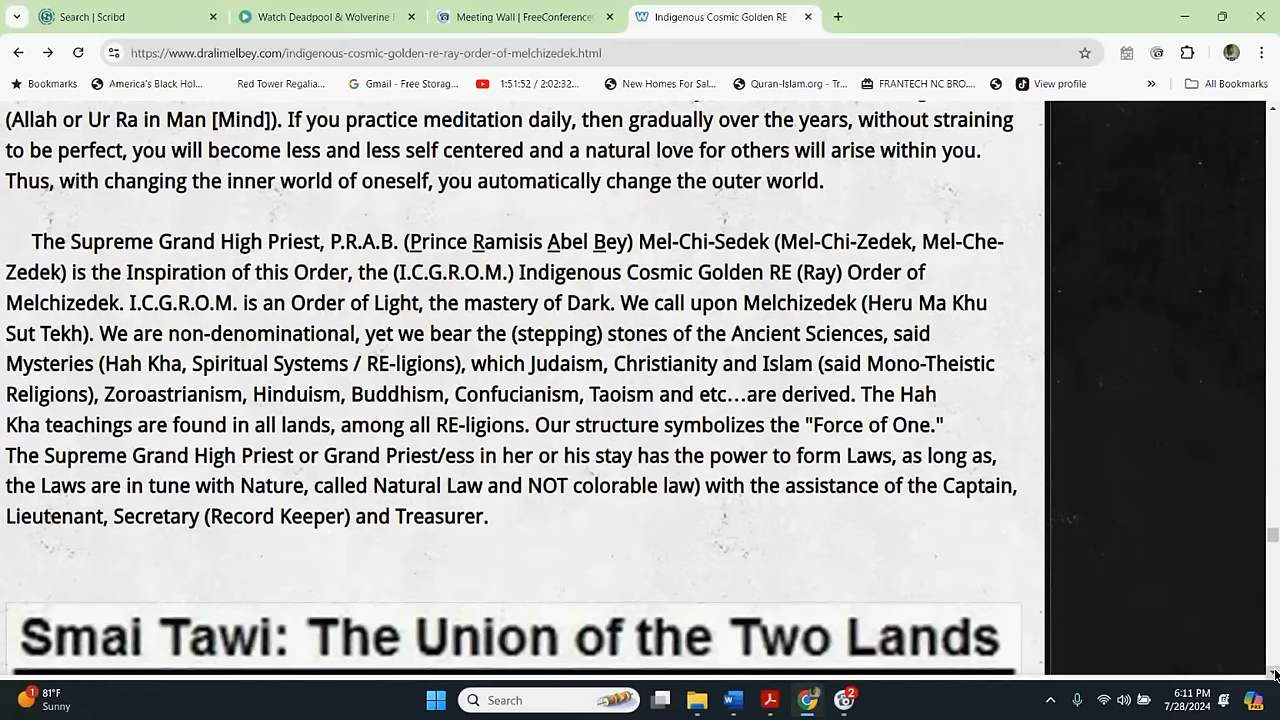 Search | Scribd
Watch Deadpool & Wolverine F
Meeting Wall | FreeConference
Indigenous Cosmic Golden RE
https://www.dralimelbey.com/indigenous-cosmic-golden-re-ray-order-of-melchizedek.html
Bookmarks America's Black Hol... Red Tower Regalia... Gmail - Free Storag... 1:51:52 / 2:02:32... New Homes For Sal... Quran-Islam.org - Tr... FRANTECH NC BRO.... View profile » All Bookmarks
(Allah or Ur Ra in Man [Mind]). If you practice meditation daily, then gradually over the years, without straining
to be perfect, you will become less and less self centered and a natural love for others will arise within you.
Thus, with changing the inner world of oneself, you automatically change the outer world.
The Supreme Grand High Priest, P.R.A.B. (Prince Ramisis Abel Bey) Mel-Chi-Sedek (Mel-Chi-Zedek, Mel-Che-
Zedek) is the Inspiration of this Order, the (I.C.G.R.O.M.) Indigenous Cosmic Golden RE (Ray) Order of
Melchizedek. I.C.G.R.O.M. is an Order of Light, the mastery of Dark. We call upon Melchizedek (Heru Ma Khu
Sut Tekh). We are non-denominational, yet we bear the (stepping) stones of the Ancient Sciences, said
Mysteries (Hah Kha, Spiritual Systems / RE-ligions), which Judaism, Christianity and Islam (said Mono-Theistic
Religions), Zoroastrianism, Hinduism, Buddhism, Confucianism, Taoism and etc…are derived. The Hah
Kha teachings are found in all lands, among all RE-ligions. Our structure symbolizes the "Force of One."
The Supreme Grand High Priest or Grand Priest/ess in her or his stay has the power to form Laws, as long as,
the Laws are in tune with Nature, called Natural Law and NOT colorable law) with the assistance of the Captain,
Lieutenant, Secretary (Record Keeper) and Treasurer.
Smai Tawi: The Union of the Two Lands
1
81°F
Sunny
Search
2
6:11 PM
7/28/2024